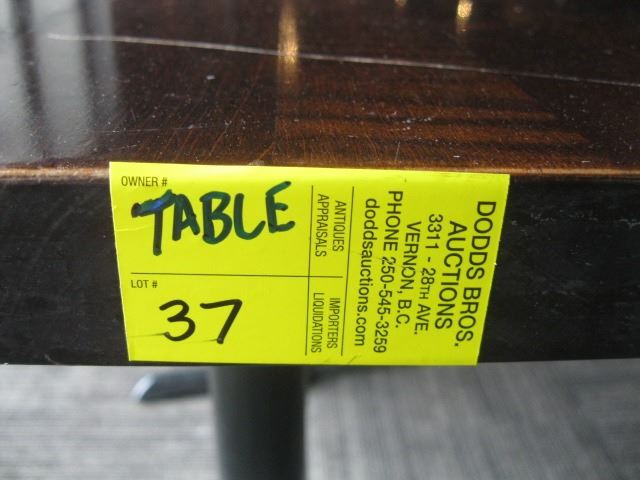 OWNER #
TABLE
LOT #
37
ANTIQUES
APPRAISALS
IMPORTERS
LIQUIDATIONS
DODDS BROS.
AUCTIONS
3311 - 28TH AVE.
VERNON, B.C.
PHONE 250-545-3259
doddsauctions.com